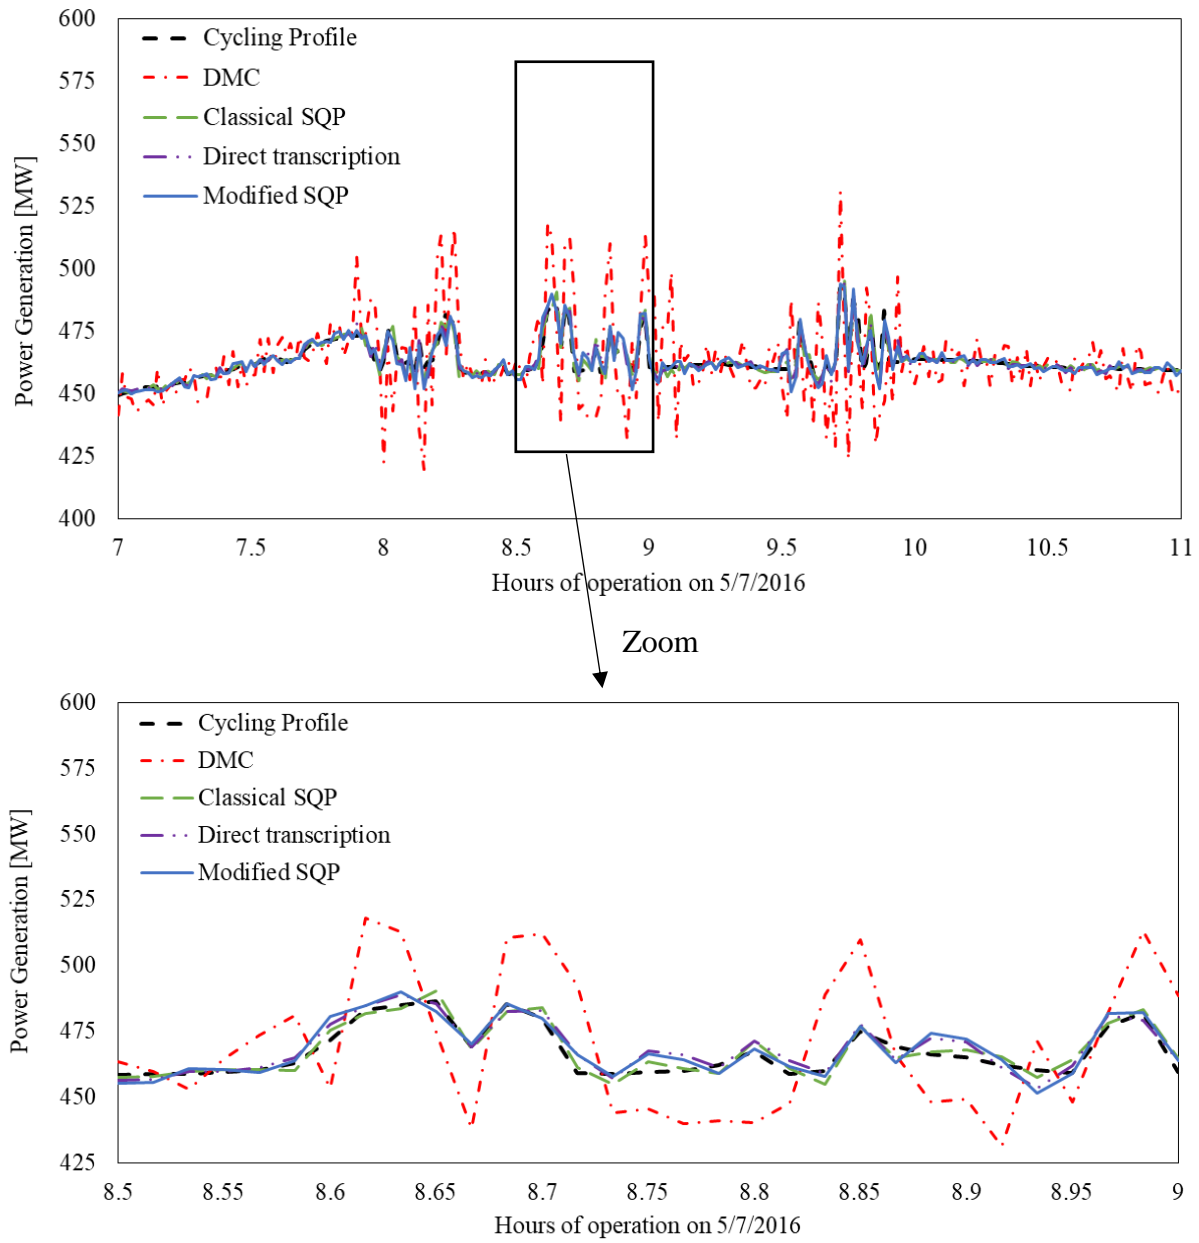 600
575
550
525
500
475
450
425
400
Power Generation [MW]
Cycling Profile
DMC
Classical SQP
Direct transcription
Modified SQP
7 7.5 8 8.5 9 9.5 10 10.5 11
Hours of operation on 5/7/2016
Zoom
600
575
550
525
500
475
450
425
Power Generation [MW]
Cycling Profile
DMC
Classical SQP
Direct transcription
Modified SQP
8.5 8.55 8.6 8.65 8.7 8.75 8.8 8.85 8.9 8.95 9
Hours of operation on 5/7/2016